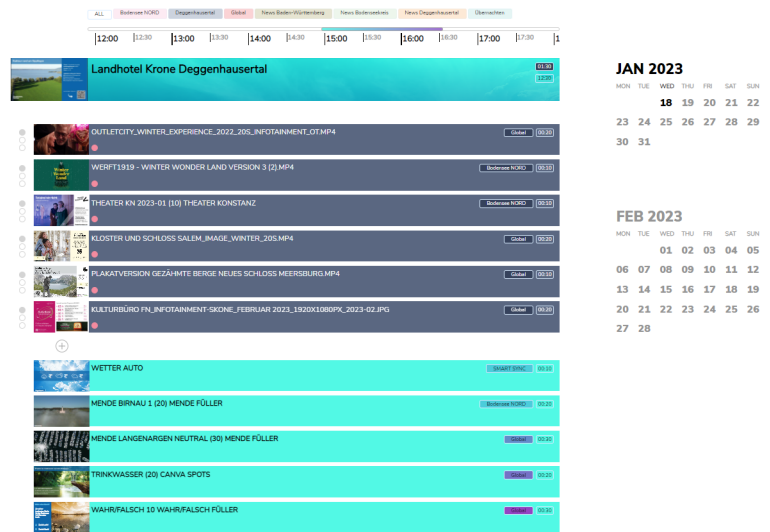 ALL Bodensee NORD Deggenhausertal Global News Baden-Württemberg News Bodenseekreis News Deggenhausertal Übernachten
12:00 12:30 13:00 13:30 14:00 14:30 15:00 15:30 16:00 16:30 17:00 17:30 1
Landhotel Krone Deggenhausertal 01:30
12:20
OUTLETCITY_WINTER_EXPERIENCE_2022_20S_INFOTAINMENT_OT.MP4 Global 00:20
WERFT1919 - WINTER WONDER LAND VERSION 3 (2).MP4 Bodensee NORD 00:10
Winter
Wonder
Land
THEATER KN 2023-01 (10) THEATER KONSTANZ Bodensee NORD 00:10
KLOSTER UND SCHLOSS SALEM_IMAGE_WINTER_20S.MP4 Global 00:20
PLAKATVERSION GEZÄHMTE BERGE NEUES SCHLOSS MEERSBURG.MP4 Global 00:10
KULTURBÜRO FN_INFOTAINMENT-SKONE_FEBRUAR 2023_1920X1080PX_2023-02.JPG Global 00:20
WETTER AUTO SMART SYNC 00:10
MENDE BIRNAU 1 (20) MENDE FÜLLER Bodensee NORD 00:20
MENDE LANGENARGEN NEUTRAL (30) MENDE FÜLLER Global 00:30
TRINKWASSER (20) CANVA SPOTS Global 00:20
WAHR/FALSCH 10 WAHR/FALSCH FÜLLER Global 00:30
JAN 2023
MON TUE WED THU FRI SAT SUN
18 19 20 21 22
23 24 25 26 27 28 29
30 31
FEB 2023
MON TUE WED THU FRI SAT SUN
01 02 03 04 05
06 07 08 09 10 11 12
13 14 15 16 17 18 19
20 21 22 23 24 25 26
27 28